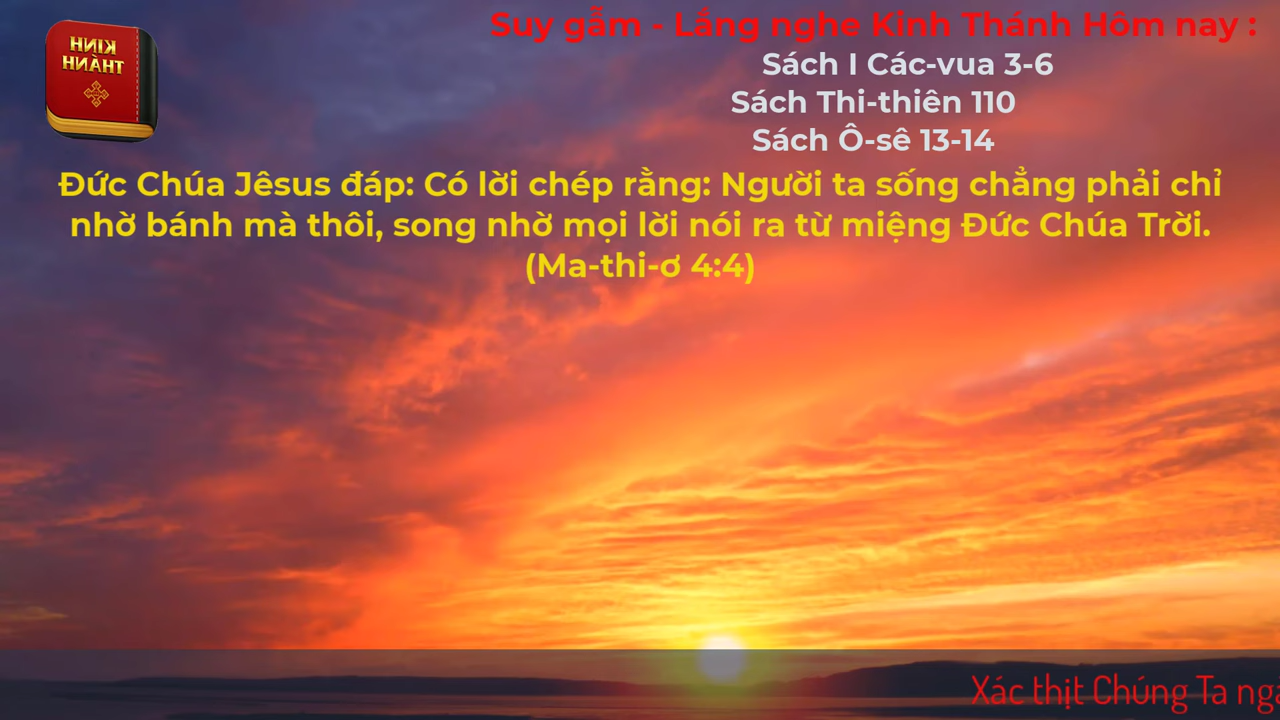 Suy gẫm - Lắng nghe Kinh Thánh Hôm nay :
KINH
THÁNH
Sách I Các-vua 3-6
Sách Thi-thiên 110
Sách Ô-sê 13-14
Đức Chúa Jêsus đáp: Có lời chép rằng: Người ta sống chẳng phải chỉ
nhờ bánh mà thôi, song nhờ mọi lời nói ra từ miệng Đức Chúa Trời.
(Ma-thi-ơ 4:4)
Xác thịt Chúng Ta